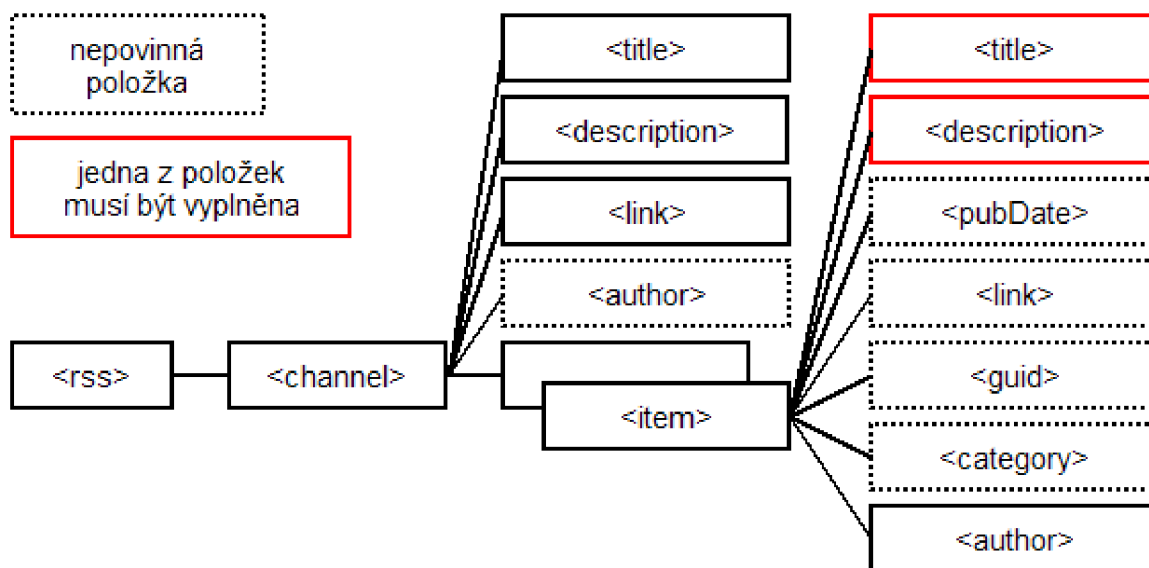 nepovinná
položka
jedna z položek
musí být vyplněna
<rss>
<channel>
<title>
<description>
<link>
<author>
<item>
<title>
<description>
<pubDate>
<link>
<guid>
<category>
<author>